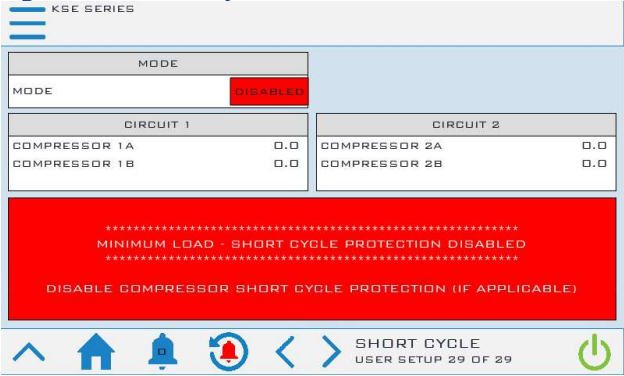 KSE SERIES
MODE
MODE DISABLED
CIRCUIT 1
COMPRESSOR 1A 0.0
COMPRESSOR 1B 0.0
CIRCUIT 2
COMPRESSOR 2A 0.0
COMPRESSOR 2B 0.0
***********************************************************
MINIMUM LOAD - SHORT CYCLE PROTECTION DISABLED
***********************************************************
DISABLE COMPRESSOR SHORT CYCLE PROTECTION (IF APPLICABLE)
0
SHORT CYCLE
USER SETUP 29 OF 29